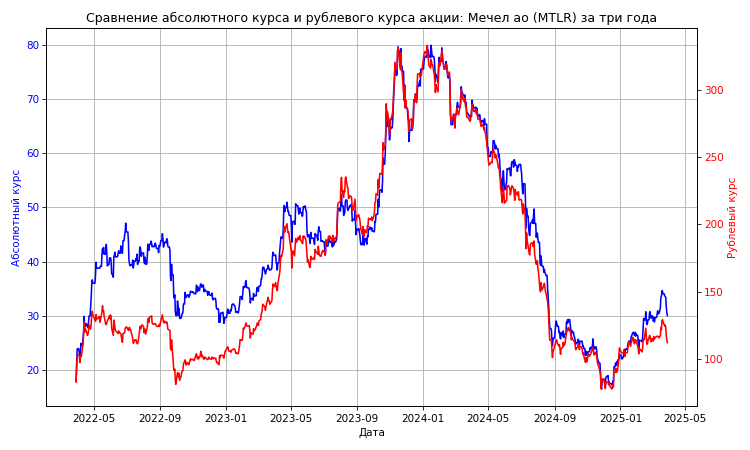 Сравнение абсолютного курса и рублевого курса акции: Мечел ао (MTLR) за три года
80
70
60
50
40
30
20
Абсолютный курс
300
250
200
150
100
Рублевый курс
2022-05 2022-09 2023-01 2023-05 2023-09 2024-01 2024-05 2024-09 2025-01 2025-05
Дата